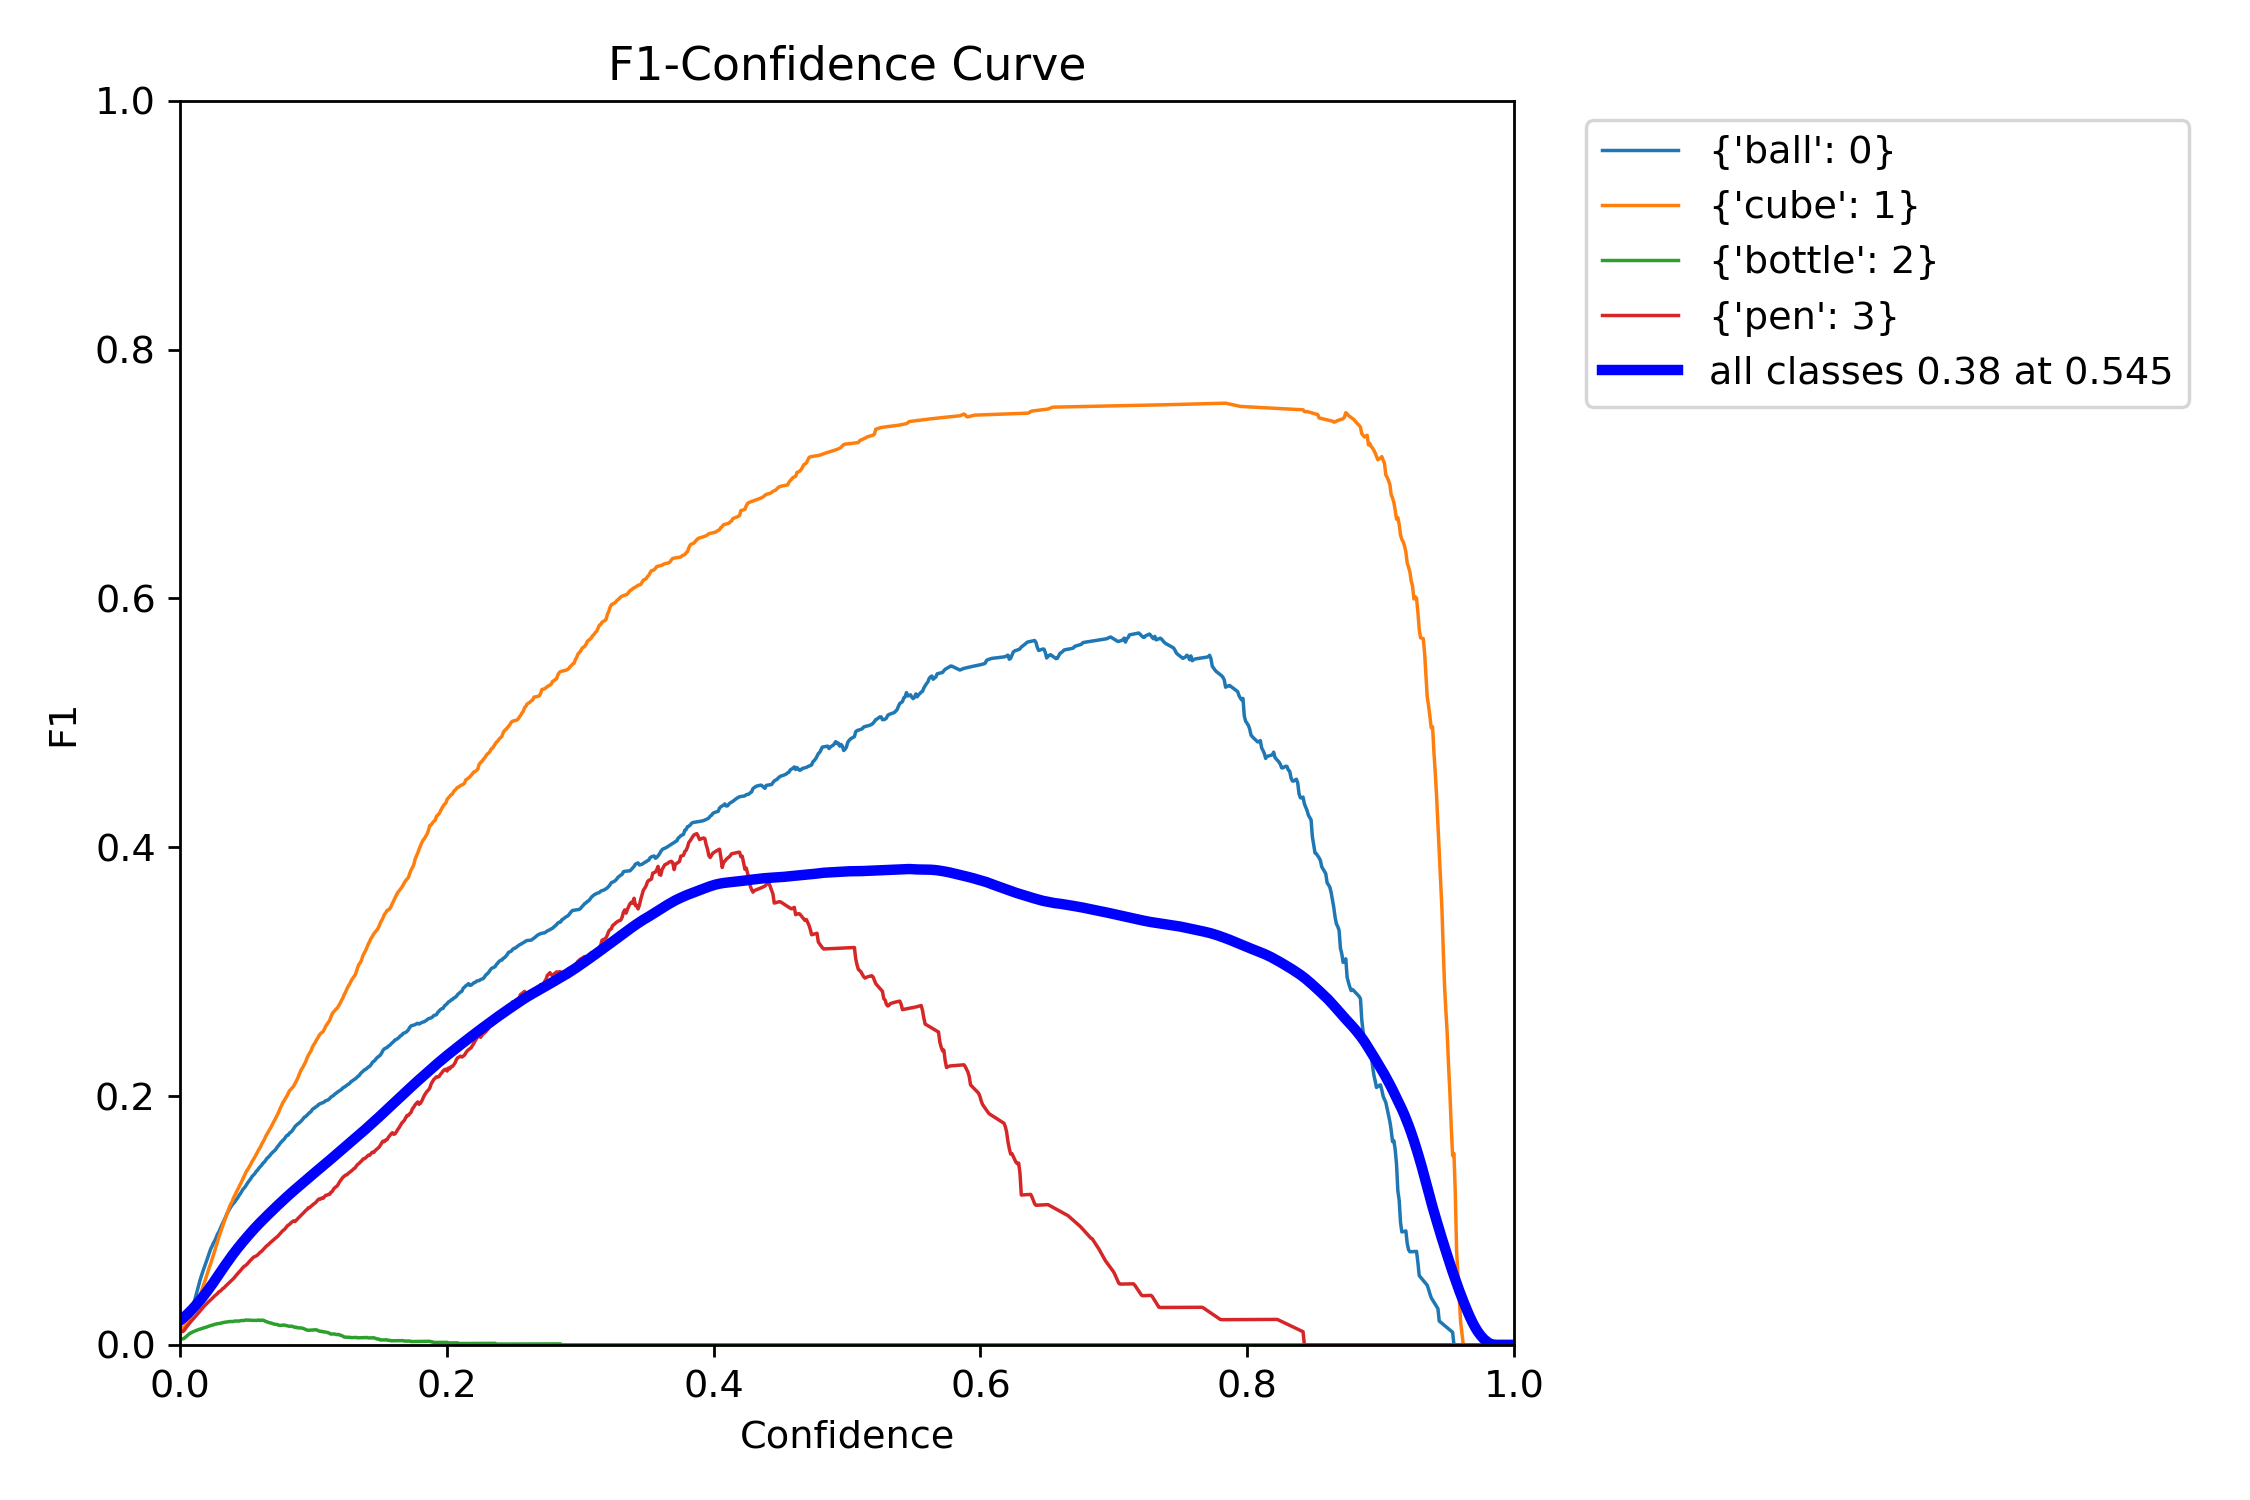 F1-Confidence Curve
1.0
0.8
0.6
0.4
0.2
0.0
F1
0.0 0.2 0.4 0.6 0.8 1.0
Confidence
{'ball': 0}
{'cube': 1}
{'bottle': 2}
{'pen': 3}
all classes 0.38 at 0.545